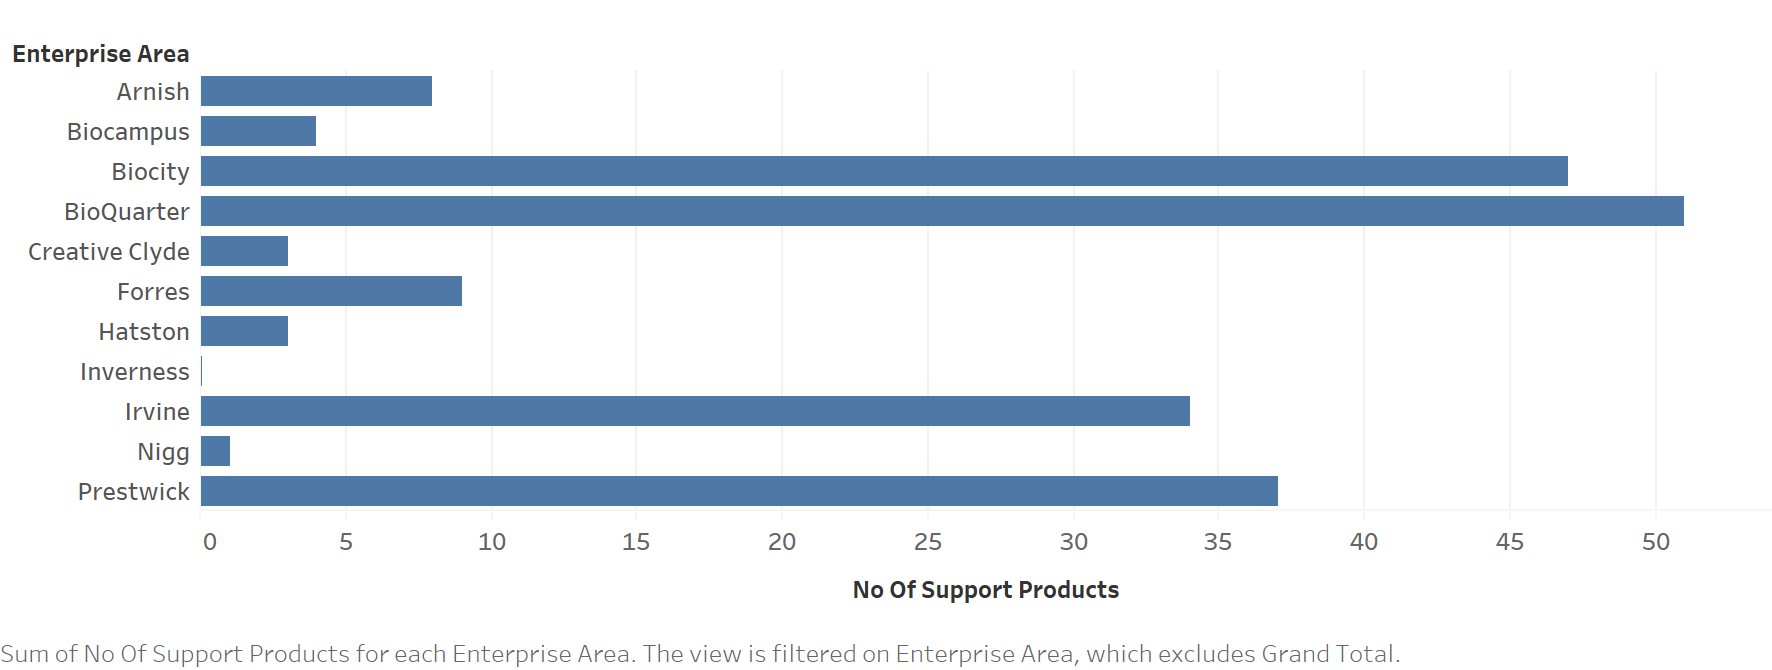 Enterprise Area
Arnish
Biocampus
Biocity
BioQuarter
Creative Clyde
Forres
Hatston
Inverness
Irvine
Nigg
Prestwick
0 5 10 15 20 25 30 35 40 45 50
No Of Support Products
Sum of No Of Support Products for each Enterprise Area. The view is filtered on Enterprise Area, which excludes Grand Total.